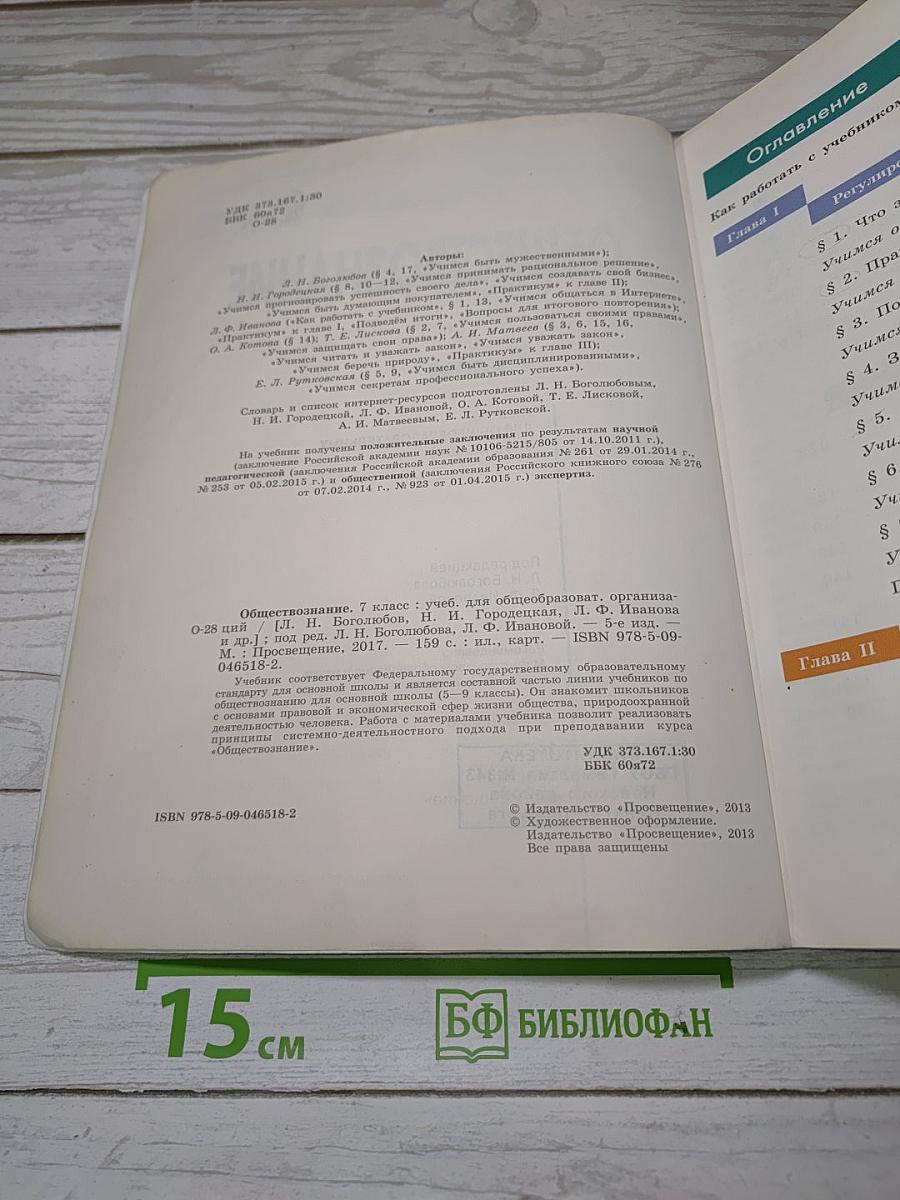 УДК 373.167.1:30
ББК 60я72
О-28
Авторы:
Л. Н. Боголюбов (§ 4, 17, «Учимся быть мужественными»);
Н. И. Городецкая (§ 8, 10—12, «Учимся принимать рациональное решение»,
«Учимся прогнозировать успешность своего дела», «Учимся создавать свой бизнес»,
«Учимся быть думающим покупателем», «Практикум» к главе II);
Л. Ф. Иванова («Как работать с учебником», § 1, 13, «Учимся общаться в Интернете»,
«Практикум» к главе I, «Подведём итоги», «Вопросы для итогового повторения»);
О. А. Котова (§ 14); Т. Е. Лискова (§ 2, 7, «Учимся пользоваться своими правами»,
«Учимся защищать свои права»); А. И. Матвеев (§ 3, 6, 15, 16,
«Учимся читать и уважать закон», «Учимся уважать закон»,
«Учимся беречь природу», «Практикум» к главе III);
Е. Л. Рутковская (§ 5, 9, «Учимся быть дисциплинированными»,
«Учимся секретам профессионального успеха»).
Словарь и список интернет-ресурсов подготовлены Л. Н. Боголюбовым,
Н. И. Городецкой, Л. Ф. Ивановой, О. А. Котовой, Т. Е. Лисковой,
А. И. Матвеевым, Е. Л. Рутковской.
На учебник получены положительные заключения по результатам научной
(заключение Российской академии наук № 10106-5215/805 от 14.10.2011 г.),
педагогической (заключения Российской академии образования № 261 от 29.01.2014 г.,
№ 253 от 05.02.2015 г.) и общественной (заключения Российского книжного союза № 276
от 07.02.2014 г., № 923 от 01.04.2015 г.) экспертиз.
Обществознание. 7 класс : учеб. для общеобразоват. организа-
О-28 ций / [Л. Н. Боголюбов, Н. И. Городецкая, Л. Ф. Иванова
и др.] ; под ред. Л. Н. Боголюбова, Л. Ф. Ивановой. — 5-е изд. —
М. : Просвещение, 2017. — 159 с. : ил., карт. — ISBN 978-5-09-
046518-2.
Учебник соответствует Федеральному государственному образовательному
стандарту для основной школы и является составной частью линии учебников по
обществознанию для основной школы (5—9 классы). Он знакомит школьников
с основами правовой и экономической сфер жизни общества, природоохранной
деятельностью человека. Работа с материалами учебника позволит реализовать
принципы системно-деятельностного подхода при преподавании курса
«Обществознание».
УДК 373.167.1:30
ББК 60я72
ISBN 978-5-09-046518-2
© Издательство «Просвещение», 2013
© Художественное оформление.
Издательство «Просвещение», 2013
Все права защищены
Оглавление
Как работать с учебником
Глава I
Регулиро
§ 1. Что з
Учимся о
§ 2. Пра
Учимся
§ 3. По
Учимся
§ 4. З
Учим
§ 5.
Учи
§ 6
Уч
§
У
Глава II
15 см
БФ БИБЛИОФАН